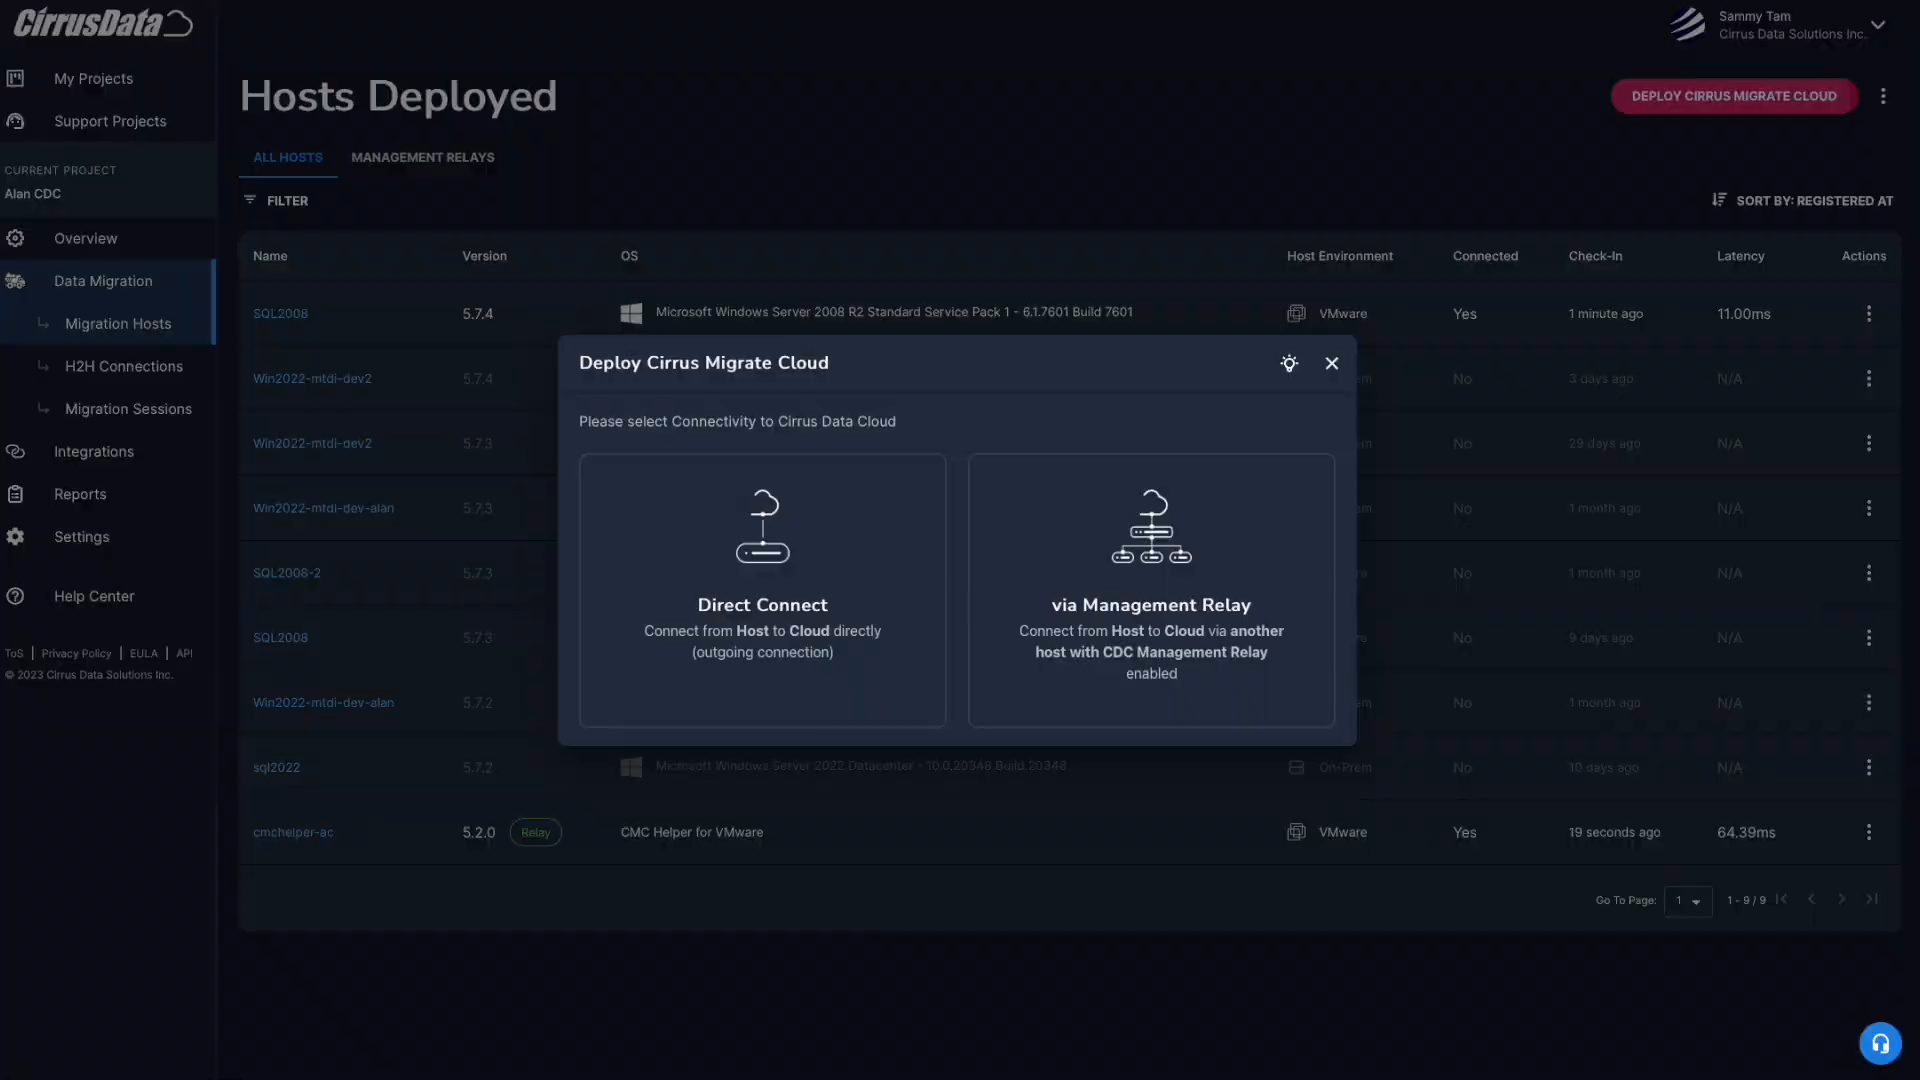 CirrusData
Sammy Tam
Cirrus Data Solutions Inc.
My Projects
Support Projects
CURRENT PROJECT
Alan CDC
Overview
Data Migration
Migration Hosts
H2H Connections
Migration Sessions
Integrations
Reports
Settings
Help Center
ToS | Privacy Policy | EULA | API
© 2023 Cirrus Data Solutions Inc.
Hosts Deployed
DEPLOY CIRRUS MIGRATE CLOUD
ALL HOSTS MANAGEMENT RELAYS
FILTER
SORT BY: REGISTERED AT
Name Version OS Host Environment Connected Check-In Latency Actions
SQL2008 5.7.4 Microsoft Windows Server 2008 R2 Standard Service Pack 1 - 6.1.7601 Build 7601 VMware Yes 1 minute ago 11.00ms
Win2022-mtdi-dev2 5.7.4 No 3 days ago N/A
Win2022-mtdi-dev2 5.7.3 No 29 days ago N/A
Win2022-mtdi-dev-alan 5.7.3 No 1 month ago N/A
SQL2008-2 5.7.3 No 1 month ago N/A
SQL2008 5.7.3 No 9 days ago N/A
Win2022-mtdi-dev-alan 5.7.2 No 1 month ago N/A
sql2022 5.7.2 Microsoft Windows Server 2022 Datacenter - 10.0.20348 Build 20348 On-Prem No 10 days ago N/A
cmchelper-ac 5.2.0 Relay CMC Helper for VMware VMware Yes 19 seconds ago 64.39ms
Go To Page: 1 1 - 9 / 9
Deploy Cirrus Migrate Cloud
Please select Connectivity to Cirrus Data Cloud
Direct Connect
Connect from Host to Cloud directly
(outgoing connection)
via Management Relay
Connect from Host to Cloud via another
host with CDC Management Relay
enabled